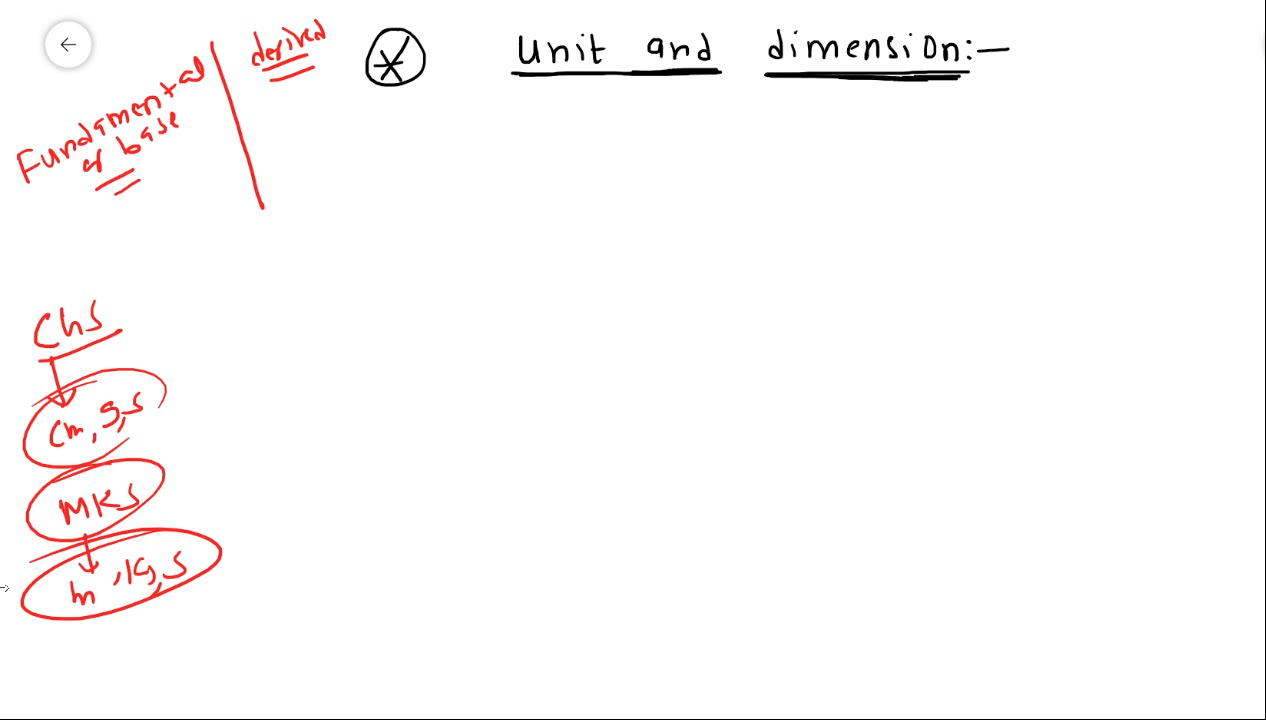 unit and dimension:—
derived
Fundamental
or base
CGS
cm, g, s
MKS
m, kg, s